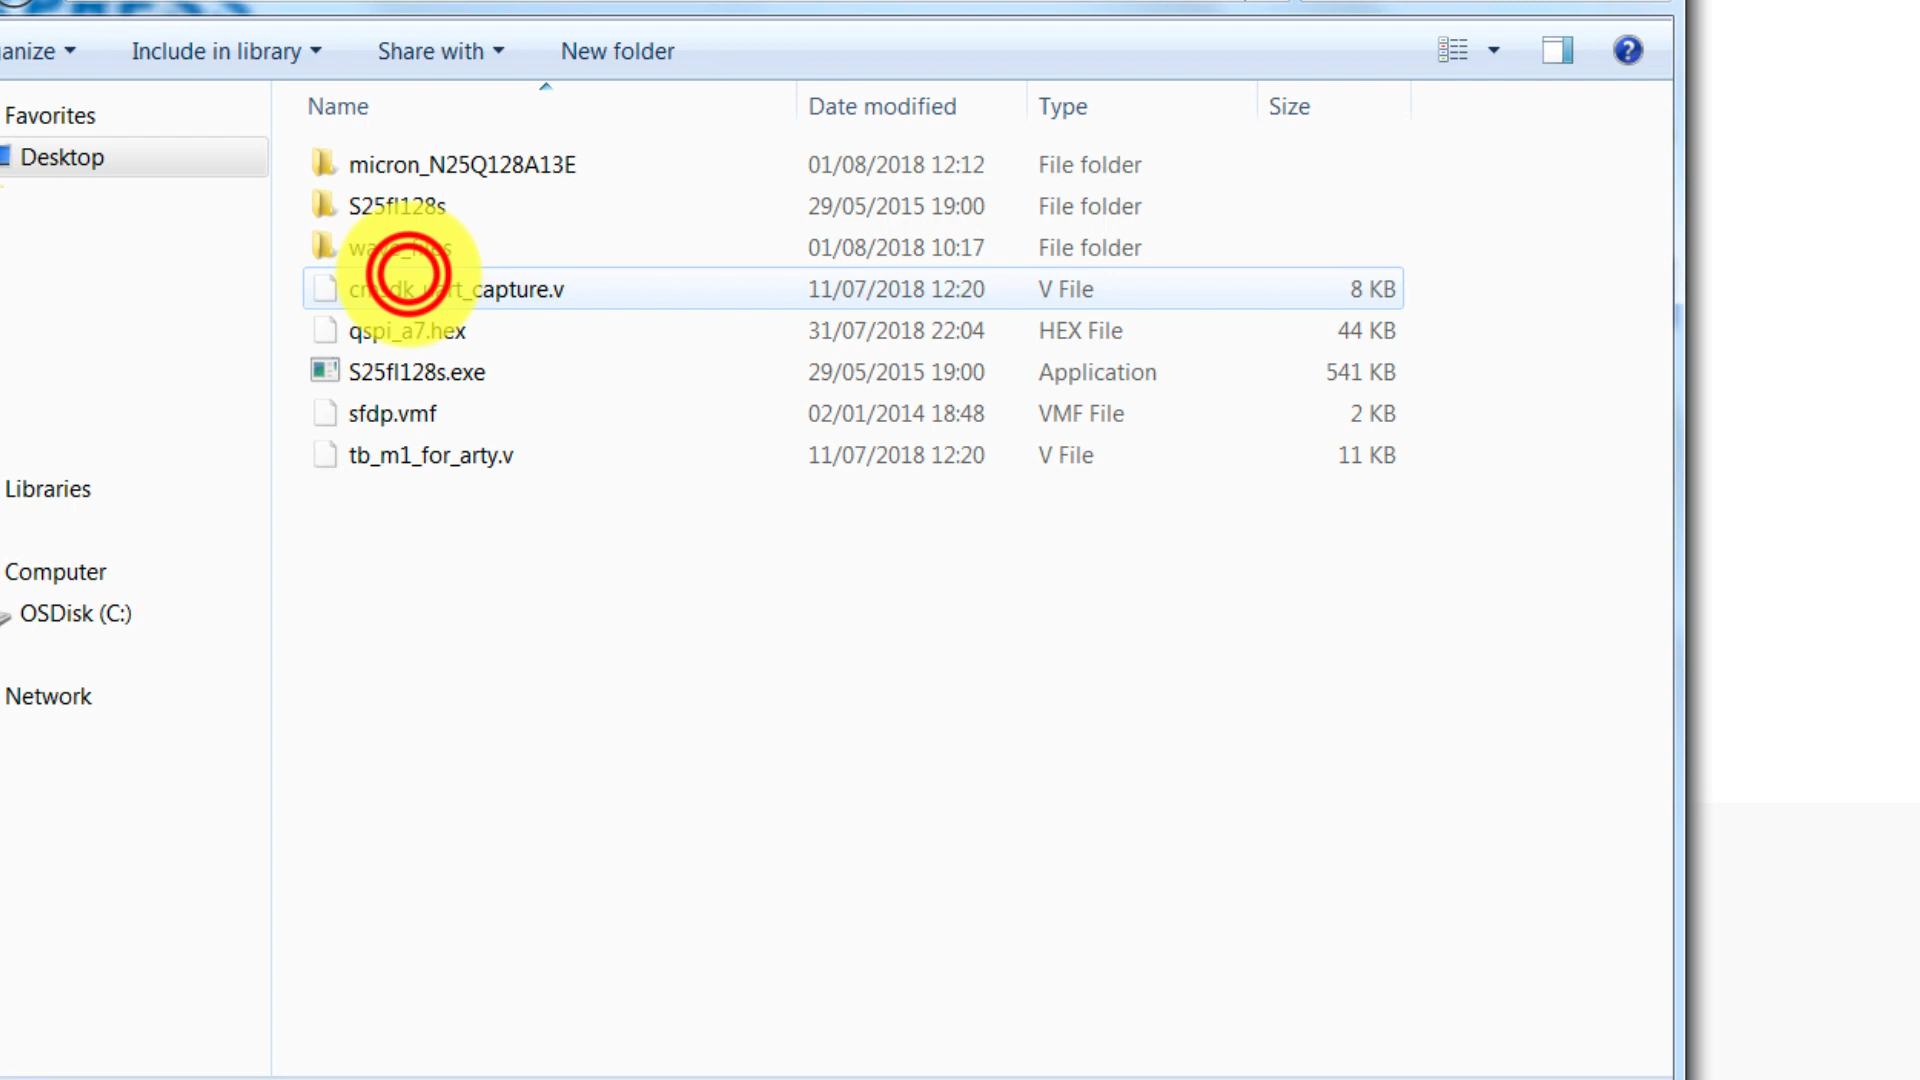 anize Include in library Share with New folder
Name Date modified Type Size
Favorites
Desktop
micron_N25Q128A13E 01/08/2018 12:12 File folder
S25fl128s 29/05/2015 19:00 File folder
wave_files 01/08/2018 10:17 File folder
cmsdk_uart_capture.v 11/07/2018 12:20 V File 8 KB
qspi_a7.hex 31/07/2018 22:04 HEX File 44 KB
S25fl128s.exe 29/05/2015 19:00 Application 541 KB
sfdp.vmf 02/01/2014 18:48 VMF File 2 KB
tb_m1_for_arty.v 11/07/2018 12:20 V File 11 KB
Libraries
Computer
OSDisk (C:)
Network